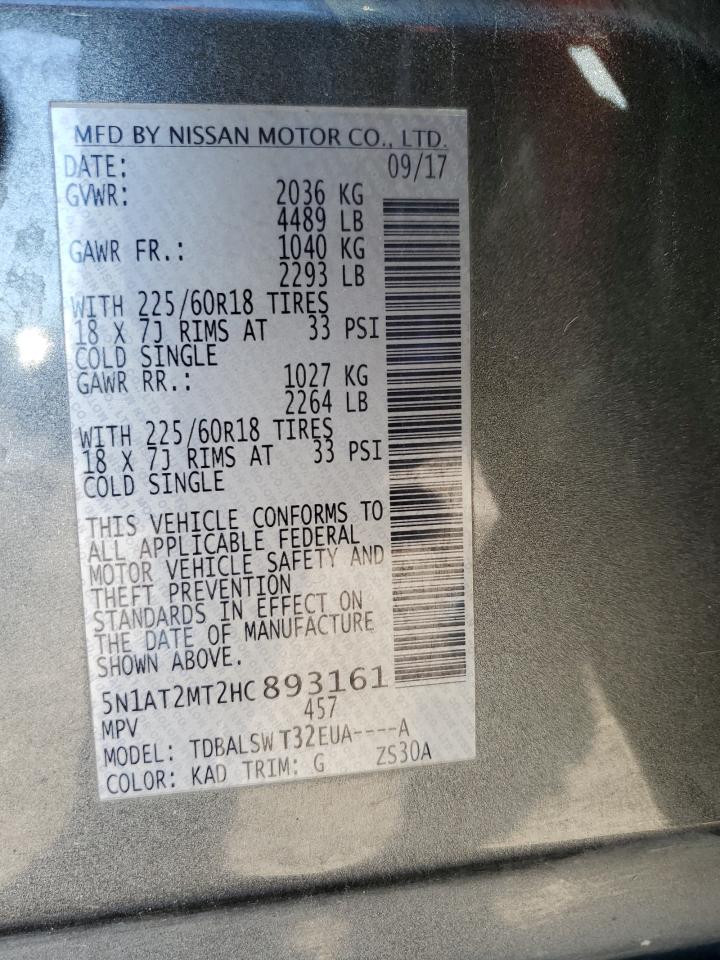 MFD BY NISSAN MOTOR CO., LTD.
DATE: 09/17
GVWR: 2036 KG
4489 LB
GAWR FR.: 1040 KG
2293 LB
WITH 225/60R18 TIRES
18 X 7J RIMS AT 33 PSI
COLD SINGLE
GAWR RR.: 1027 KG
2264 LB
WITH 225/60R18 TIRES
18 X 7J RIMS AT 33 PSI
COLD SINGLE
THIS VEHICLE CONFORMS TO
ALL APPLICABLE FEDERAL
MOTOR VEHICLE SAFETY AND
THEFT PREVENTION
STANDARDS IN EFFECT ON
THE DATE OF MANUFACTURE
SHOWN ABOVE.
5N1AT2MT2HC893161
MPV 457
MODEL: TDBALSWT32EUA----A
COLOR: KAD TRIM: G ZS30A